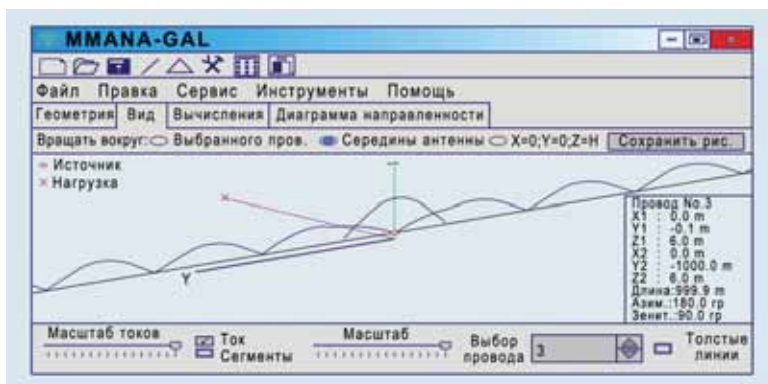 MMANA-GAL
Файл Правка Сервис Инструменты Помощь
Геометрия Вид Вычисления Диаграмма направленности
Вращать вокруг: Выбранного пров. Середины антенны X=0;Y=0;Z=H Сохранить рис.
Источник
Нагрузка
Y
Провод No.3
X1 : 0.0 m
Y1 : -0.1 m
Z1 : 6.0 m
X2 : 0.0 m
Y2 : -1000.0 m
Z2 : 6.0 m
Длина:999.9 m
Азим.:180.0 гр
Зенит.:90.0 гр
Масштаб токов
Ток
Сегменты
Масштаб
Выбор
провода
3
Толстые
линии